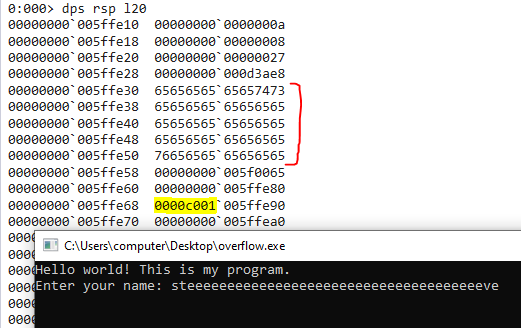 0:000> dps rsp l20
00000000`005ffe10 00000000`0000000a
00000000`005ffe18 00000000`00000008
00000000`005ffe20 00000000`00000027
00000000`005ffe28 00000000`000d3ae8
00000000`005ffe30 65656565`65657473
00000000`005ffe38 65656565`65656565
00000000`005ffe40 65656565`65656565
00000000`005ffe48 65656565`65656565
00000000`005ffe50 76656565`65656565
00000000`005ffe58 00000000`005f0065
00000000`005ffe60 00000000`005ffe80
00000000`005ffe68 0000c001`005ffe90
00000000`005ffe70 00000000`005ffea0
0000
0000
0000
0000
0000
0000
C:\Users\computer\Desktop\overflow.exe
Hello world! This is my program.
Enter your name: steeeeeeeeeeeeeeeeeeeeeeeeeeeeeeeeeeeeeve